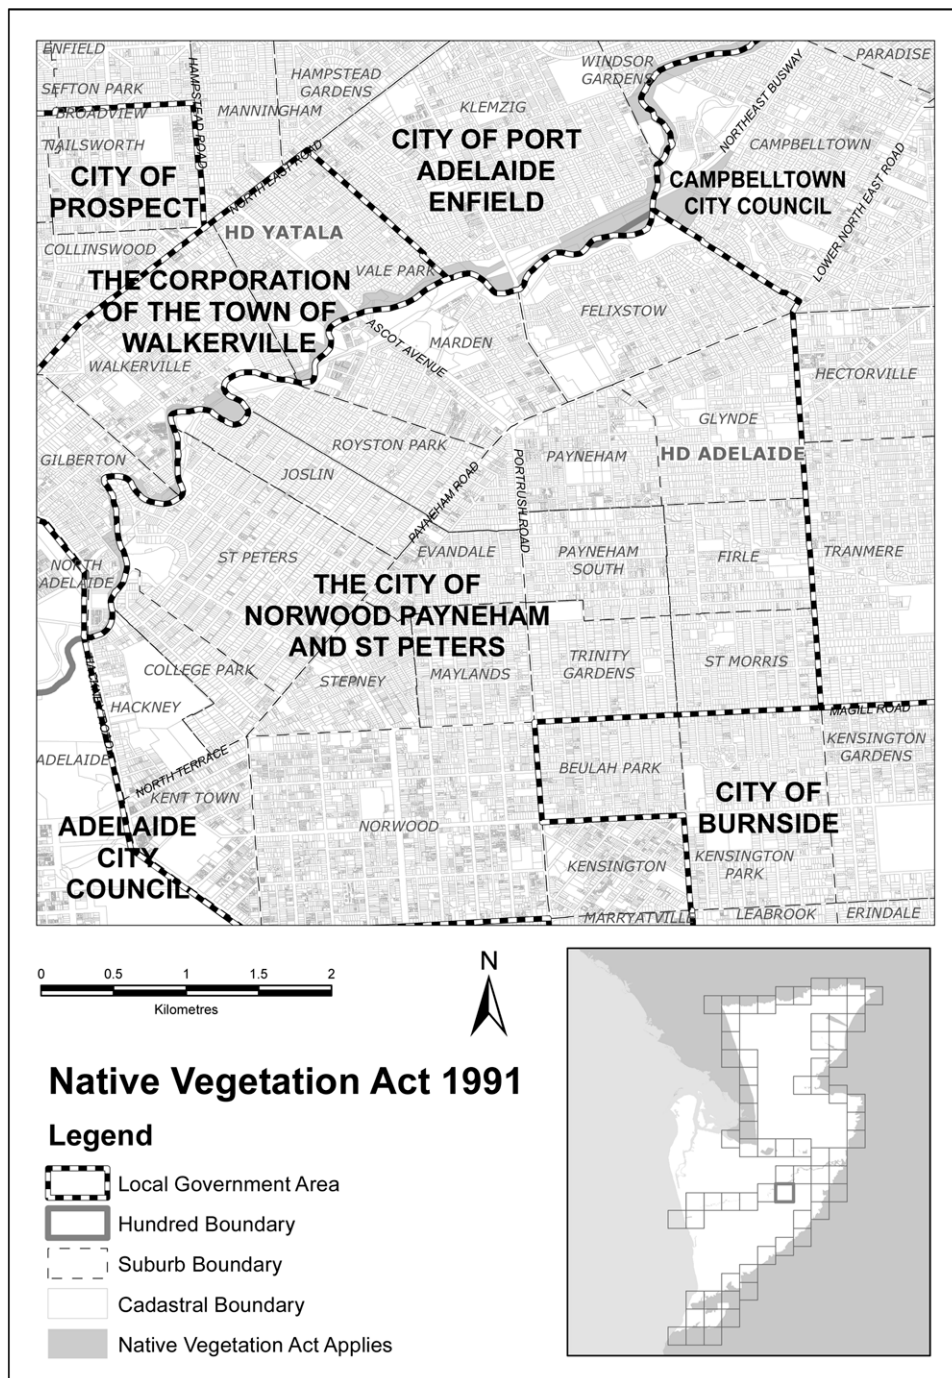 ENFIELD
HAMPSTEAD
GARDENS
WINDSOR
GARDENS
PARADISE
SEFTON PARK
HAMPSTEAD ROAD
MANNINGHAM
KLEMZIG
NORTHEAST BUSWAY
BROADVIEW
NAILSWORTH
CITY OF PORT
ADELAIDE
ENFIELD
CAMPBELLTOWN
CITY OF
PROSPECT
NORTH EAST ROAD
CAMPBELLTOWN
CITY COUNCIL
LOWER NORTH EAST ROAD
HD YATALA
COLLINSWOOD
THE CORPORATION
OF THE TOWN OF
WALKERVILLE
VALE PARK
FELIXSTOW
ASCOT AVENUE
MARDEN
WALKERVILLE
HECTORVILLE
GLYNDE
ROYSTON PARK
HD ADELAIDE
GILBERTON
JOSLIN
PAYNEHAM ROAD
PORTRUSH ROAD
PAYNEHAM
ST PETERS
EVANDALE
PAYNEHAM
SOUTH
FIRLE
TRANMERE
NORTH
ADELAIDE
THE CITY OF
NORWOOD PAYNEHAM
AND ST PETERS
COLLEGE PARK
STEPNEY
MAYLANDS
TRINITY
GARDENS
ST MORRIS
HACKNEY ROAD
HACKNEY
MAGILL ROAD
KENSINGTON
GARDENS
ADELAIDE
NORTH TERRACE
KENT TOWN
BEULAH PARK
CITY OF
BURNSIDE
ADELAIDE
CITY
COUNCIL
NORWOOD
KENSINGTON
KENSINGTON
PARK
MARRYATVILLE
LEABROOK
ERINDALE
0 0.5 1 1.5 2
Kilometres
N
Native Vegetation Act 1991
Legend
Local Government Area
Hundred Boundary
Suburb Boundary
Cadastral Boundary
Native Vegetation Act Applies